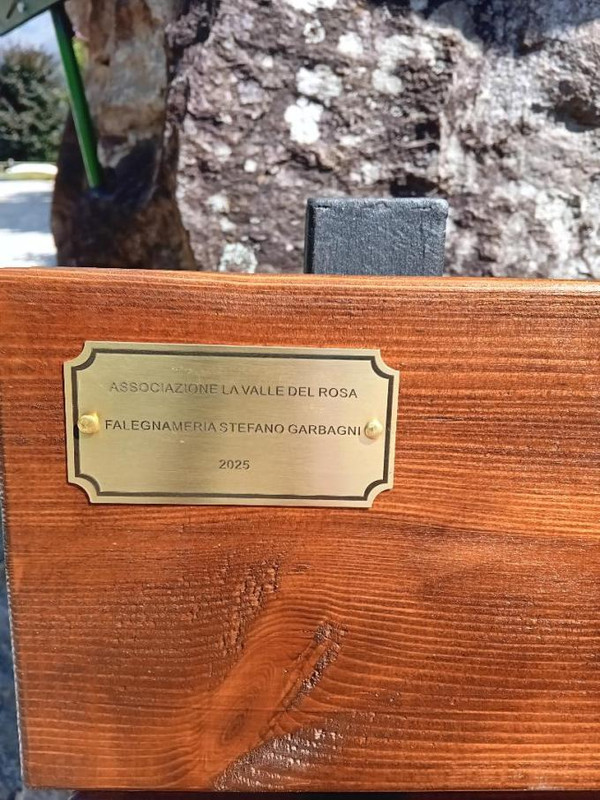 ASSOCIAZIONE LA VALLE DEL ROSA
FALEGNAMERIA STEFANO GARBAGNI
2025